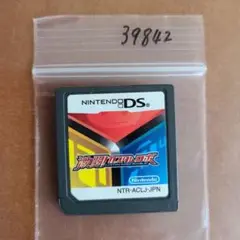 39842
NINTENDO DS
Nintendo
NTR-ACLJ-JPN